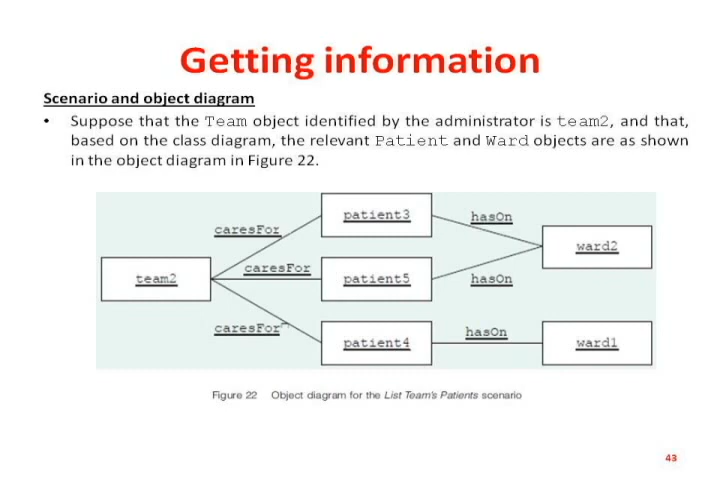 Getting information
Scenario and object diagram
• Suppose that the Team object identified by the administrator is team2, and that,
based on the class diagram, the relevant Patient and Ward objects are as shown
in the object diagram in Figure 22.
patient3
hasOn
caresFor
ward2
caresFor
team2
patient5
hasOn
caresFor
hasOn
patient4
ward1
Figure 22 Object diagram for the List Team's Patients scenario
43